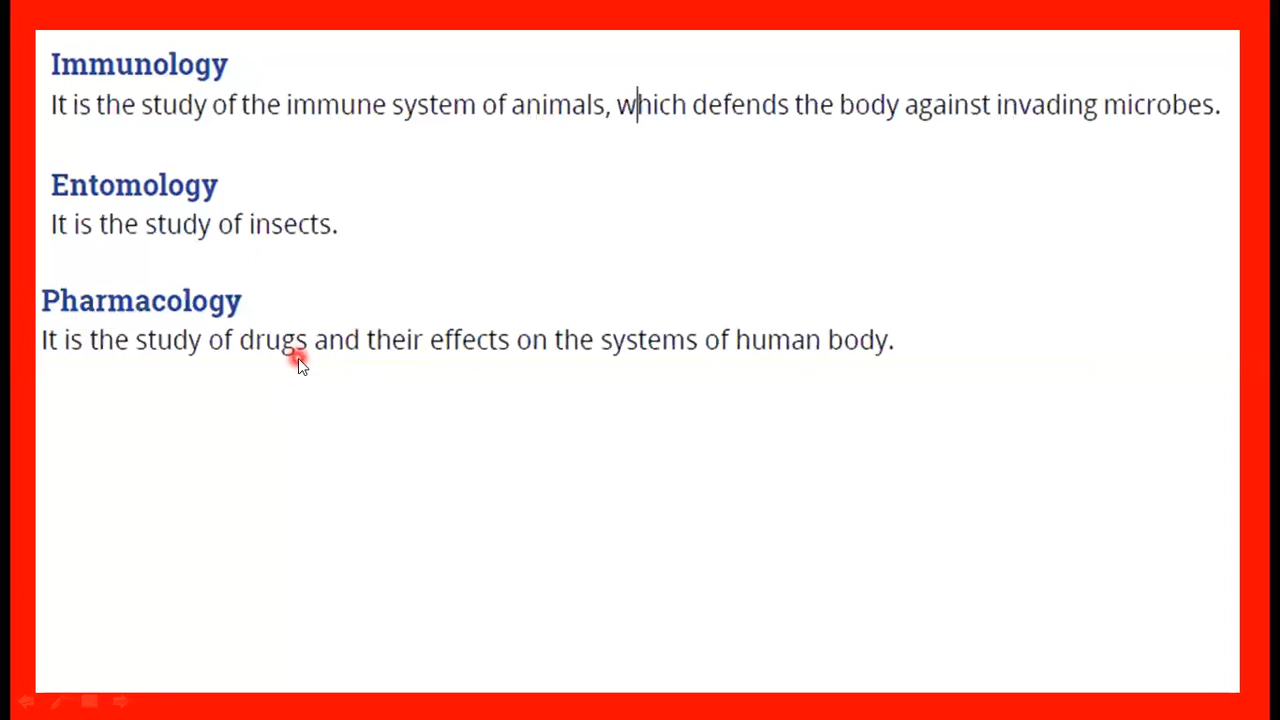 Immunology
It is the study of the immune system of animals, which defends the body against invading microbes.
Entomology
It is the study of insects.
Pharmacology
It is the study of drugs and their effects on the systems of human body.